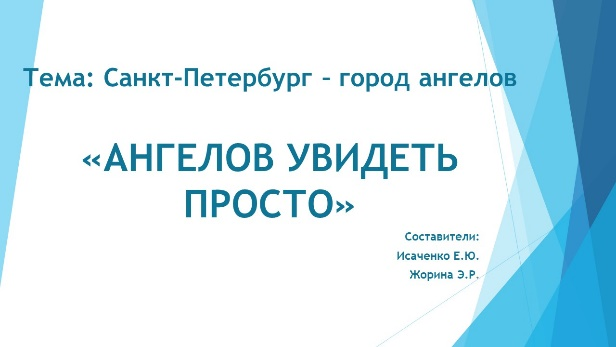 Тема: Санкт-Петербург – город ангелов
«АНГЕЛОВ УВИДЕТЬ
ПРОСТО»
Составители:
Исаченко Е.Ю.
Жорина Э.Р.